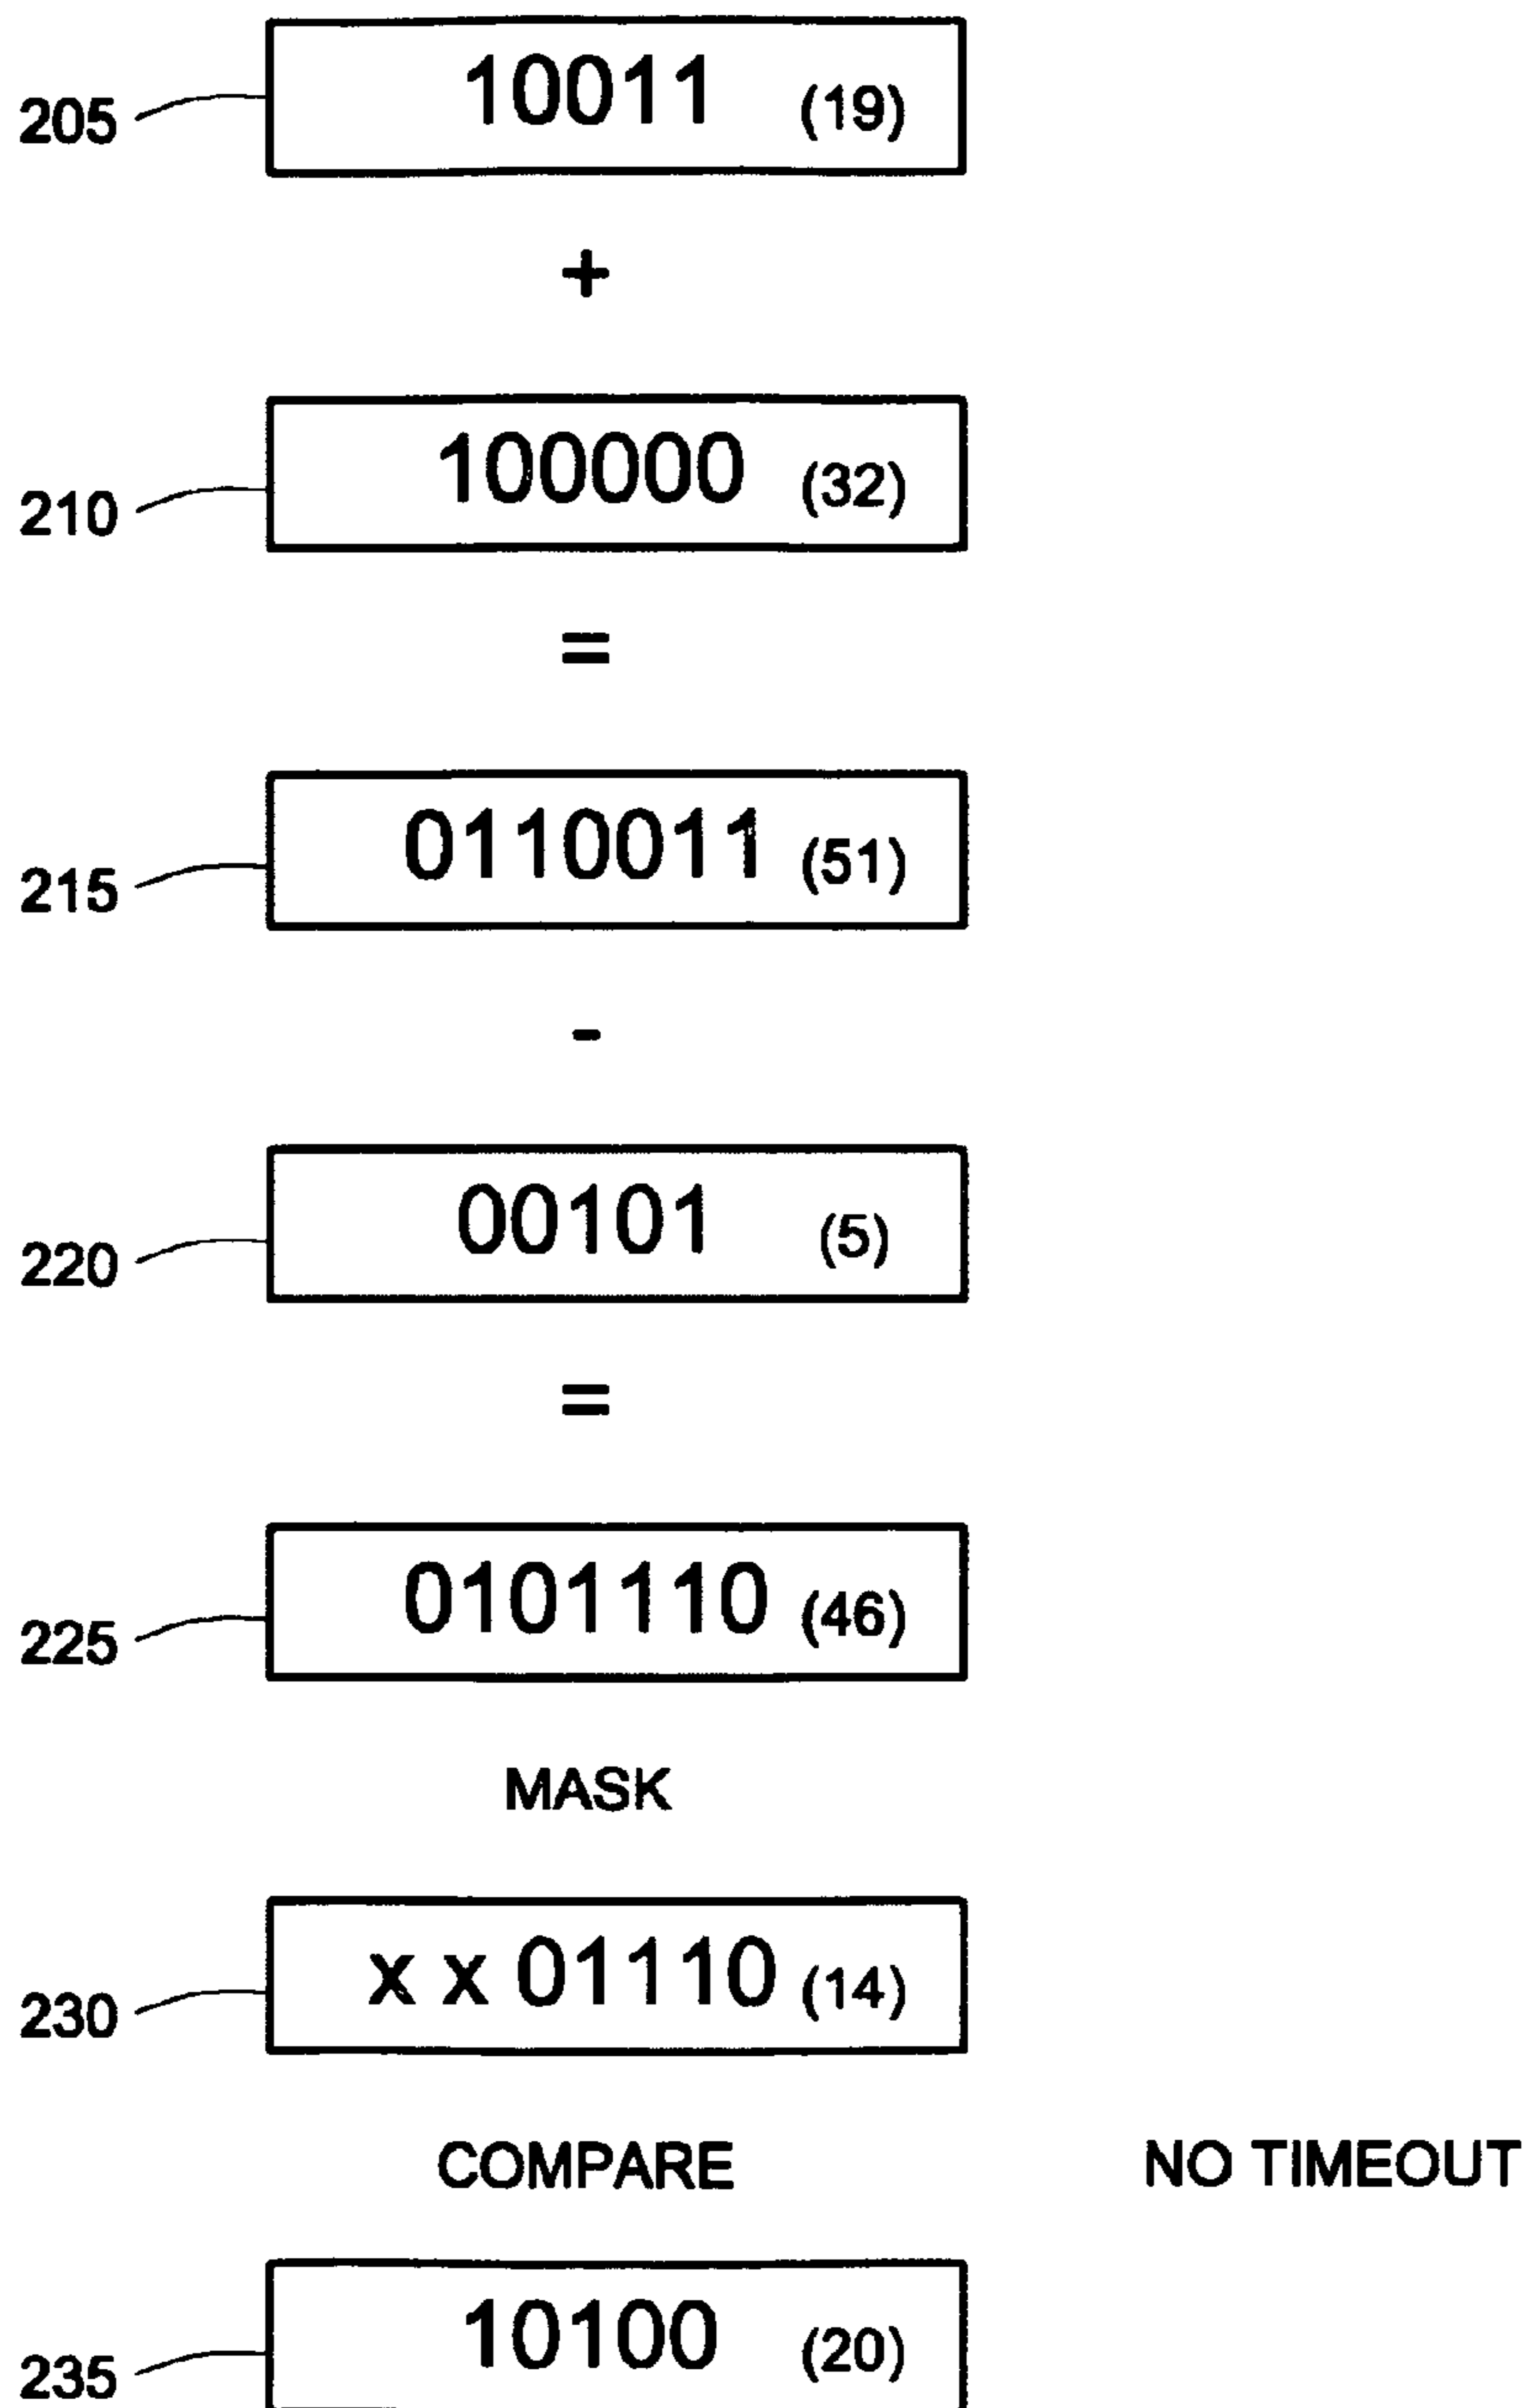 205 10011 (19)
+
210 100000 (32)
=
215 0110011 (51)
-
220 00101 (5)
=
225 0101110 (46)
MASK
230 x x 01110 (14)
COMPARE NO TIMEOUT
235 10100 (20)